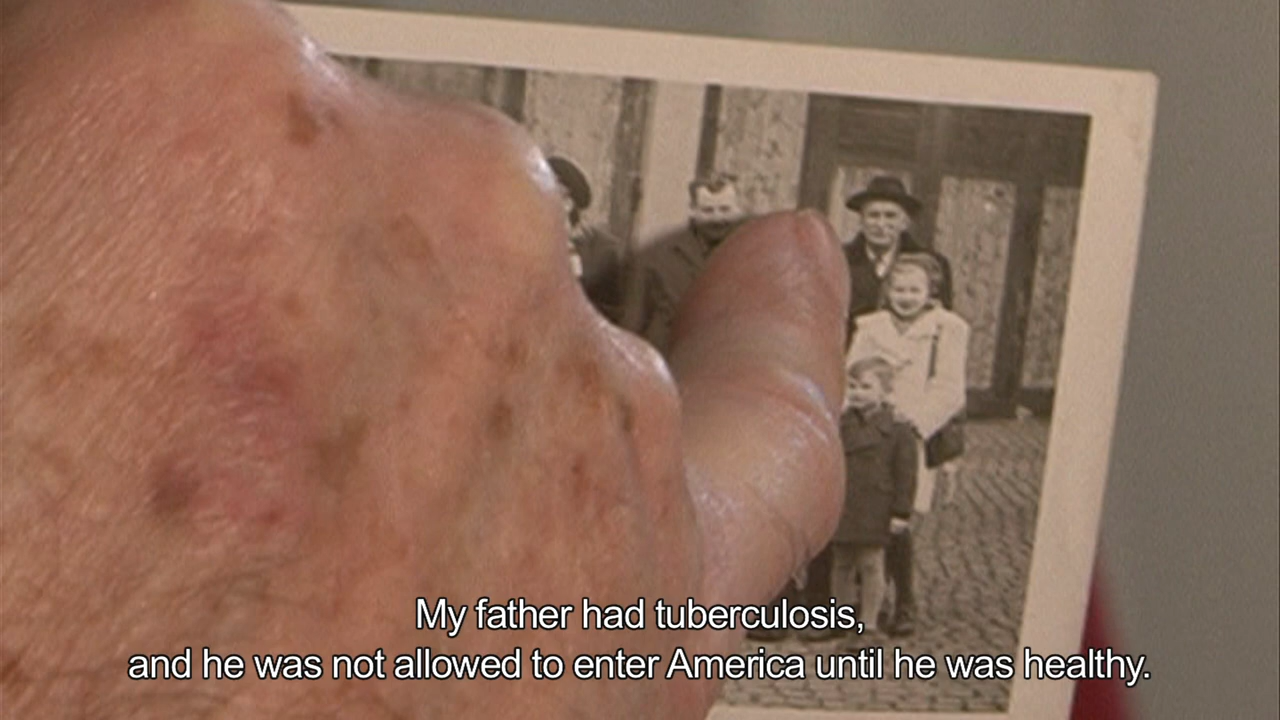 My father had tuberculosis,
and he was not allowed to enter America until he was healthy.